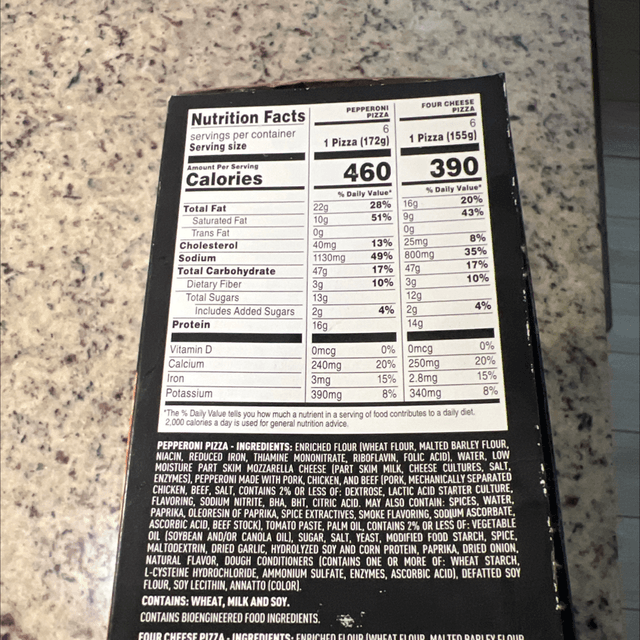 Nutrition Facts PEPPERONI PIZZA FOUR CHEESE PIZZA
servings per container 6 6
Serving size 1 Pizza (172g) 1 Pizza (155g)
Amount Per Serving
Calories 460 390
% Daily Value* % Daily Value*
Total Fat 22g 28% 16g 20%
Saturated Fat 10g 51% 9g 43%
Trans Fat 0g 0g
Cholesterol 40mg 13% 25mg 8%
Sodium 1130mg 49% 800mg 35%
Total Carbohydrate 47g 17% 47g 17%
Dietary Fiber 3g 10% 3g 10%
Total Sugars 13g 12g
Includes Added Sugars 2g 4% 2g 4%
Protein 16g 14g
Vitamin D 0mcg 0% 0mcg 0%
Calcium 240mg 20% 250mg 20%
Iron 3mg 15% 2.8mg 15%
Potassium 390mg 8% 340mg 8%
*The % Daily Value tells you how much a nutrient in a serving of food contributes to a daily diet.
2,000 calories a day is used for general nutrition advice.
PEPPERONI PIZZA - INGREDIENTS: ENRICHED FLOUR (WHEAT FLOUR, MALTED BARLEY FLOUR,
NIACIN, REDUCED IRON, THIAMINE MONONITRATE, RIBOFLAVIN, FOLIC ACID), WATER, LOW
MOISTURE PART SKIM MOZZARELLA CHEESE (PART SKIM MILK, CHEESE CULTURES, SALT,
ENZYMES), PEPPERONI MADE WITH PORK, CHICKEN, AND BEEF (PORK, MECHANICALLY SEPARATED
CHICKEN, BEEF, SALT, CONTAINS 2% OR LESS OF: DEXTROSE, LACTIC ACID STARTER CULTURE,
FLAVORING, SODIUM NITRITE, BHA, BHT, CITRIC ACID. MAY ALSO CONTAIN: SPICES, WATER,
PAPRIKA, OLEORESIN OF PAPRIKA, SPICE EXTRACTIVES, SMOKE FLAVORING, SODIUM ASCORBATE,
ASCORBIC ACID, BEEF STOCK), TOMATO PASTE, PALM OIL, CONTAINS 2% OR LESS OF: VEGETABLE
OIL (SOYBEAN AND/OR CANOLA OIL), SUGAR, SALT, YEAST, MODIFIED FOOD STARCH, SPICE,
MALTODEXTRIN, DRIED GARLIC, HYDROLYZED SOY AND CORN PROTEIN, PAPRIKA, DRIED ONION,
NATURAL FLAVOR, DOUGH CONDITIONERS (CONTAINS ONE OR MORE OF: WHEAT STARCH,
L-CYSTEINE HYDROCHLORIDE, AMMONIUM SULFATE, ENZYMES, ASCORBIC ACID), DEFATTED SOY
FLOUR, SOY LECITHIN, ANNATTO (COLOR).
CONTAINS: WHEAT, MILK AND SOY.
CONTAINS BIOENGINEERED FOOD INGREDIENTS.
FOUR CHEESE PIZZA - INGREDIENTS: ENRICHED FLOUR (WHEAT FLOUR, MALTED BARLEY FLOUR